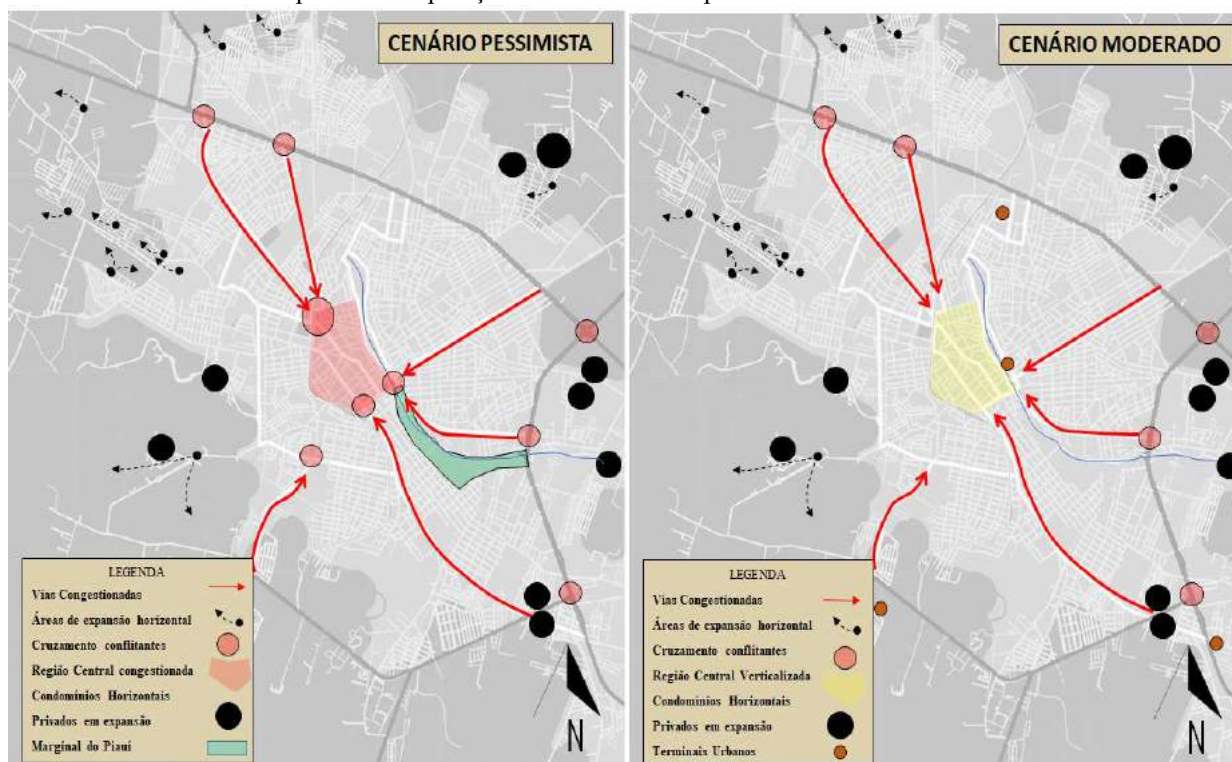 CENÁRIO PESSIMISTA
LEGENDA
Vias Congestionadas
Áreas de expansão horizontal
Cruzamento conflitantes
Região Central congestionada
Condomínios Horizontais
Privados em expansão
Marginal do Piauí
N
CENÁRIO MODERADO
LEGENDA
Vias Congestionadas
Áreas de expansão horizontal
Cruzamento conflitantes
Região Central Verticalizada
Condomínios Horizontais
Privados em expansão
Terminais Urbanos
N